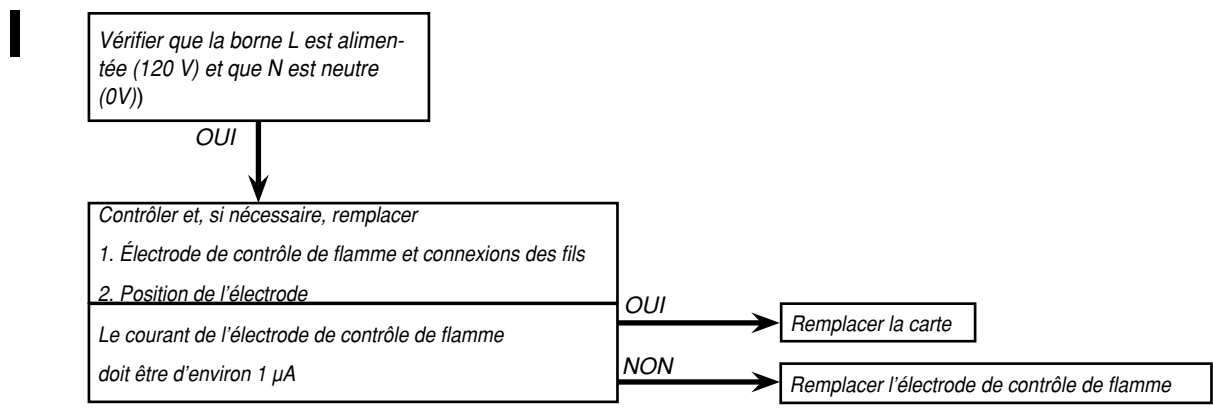 Vérifier que la borne L est alimen-
tée (120 V) et que N est neutre
(0V))
OUI
Contrôler et, si nécessaire, remplacer
1. Électrode de contrôle de flamme et connexions des fils
2. Position de l'électrode
Le courant de l'électrode de contrôle de flamme
doit être d'environ 1 µA
OUI
Remplacer la carte
NON
Remplacer l'électrode de contrôle de flamme